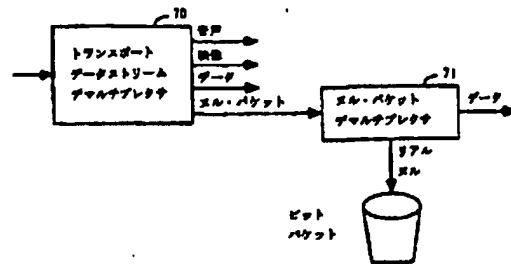 70
トランスポート
データストリーム
デマルチプレクサ
音声
映像
データ
ヌル・パケット
71
ヌル・パケット
デマルチプレクサ
データ
リアル
ヌル
ビット
バケット